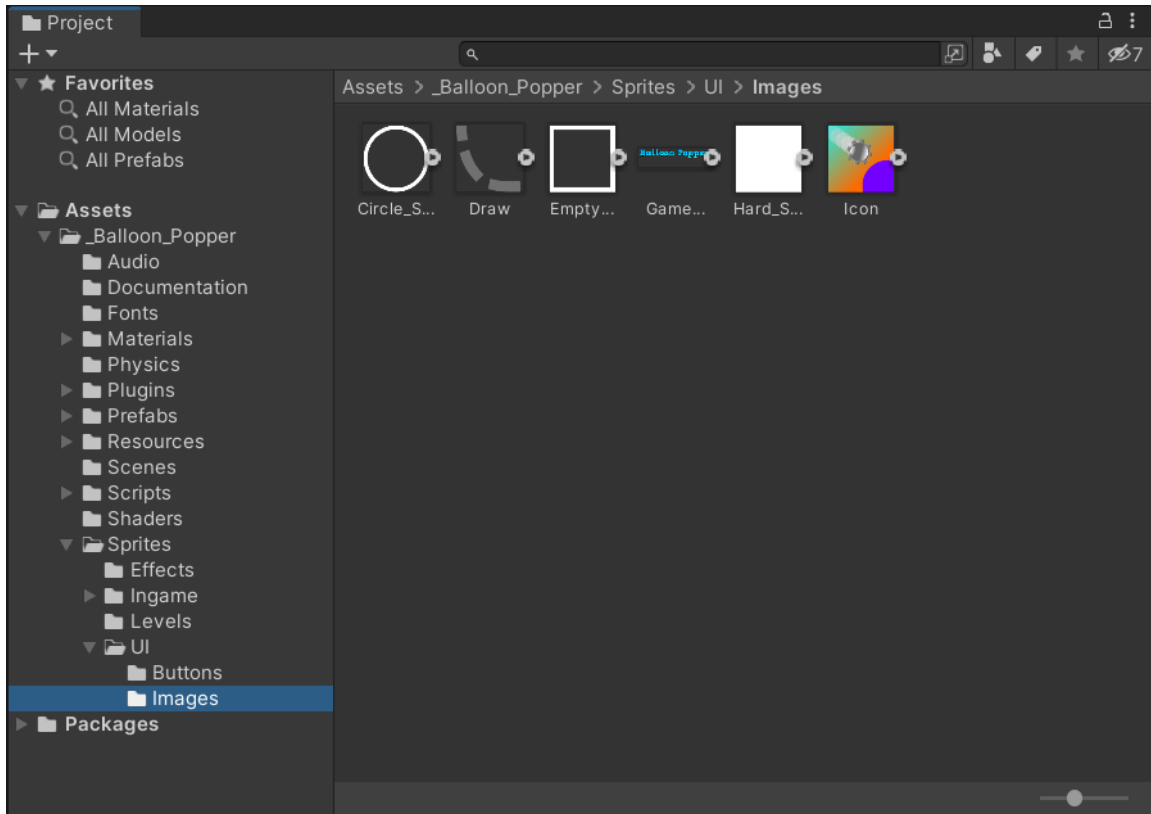 Project
7
Favorites
All Materials
All Models
All Prefabs
Assets
_Balloon_Popper
Audio
Documentation
Fonts
Materials
Physics
Plugins
Prefabs
Resources
Scenes
Scripts
Shaders
Sprites
Effects
Ingame
Levels
UI
Buttons
Images
Packages
Assets > _Balloon_Popper > Sprites > UI > Images
Balloon Popper
Circle_S... Draw Empty... Game... Hard_S... Icon